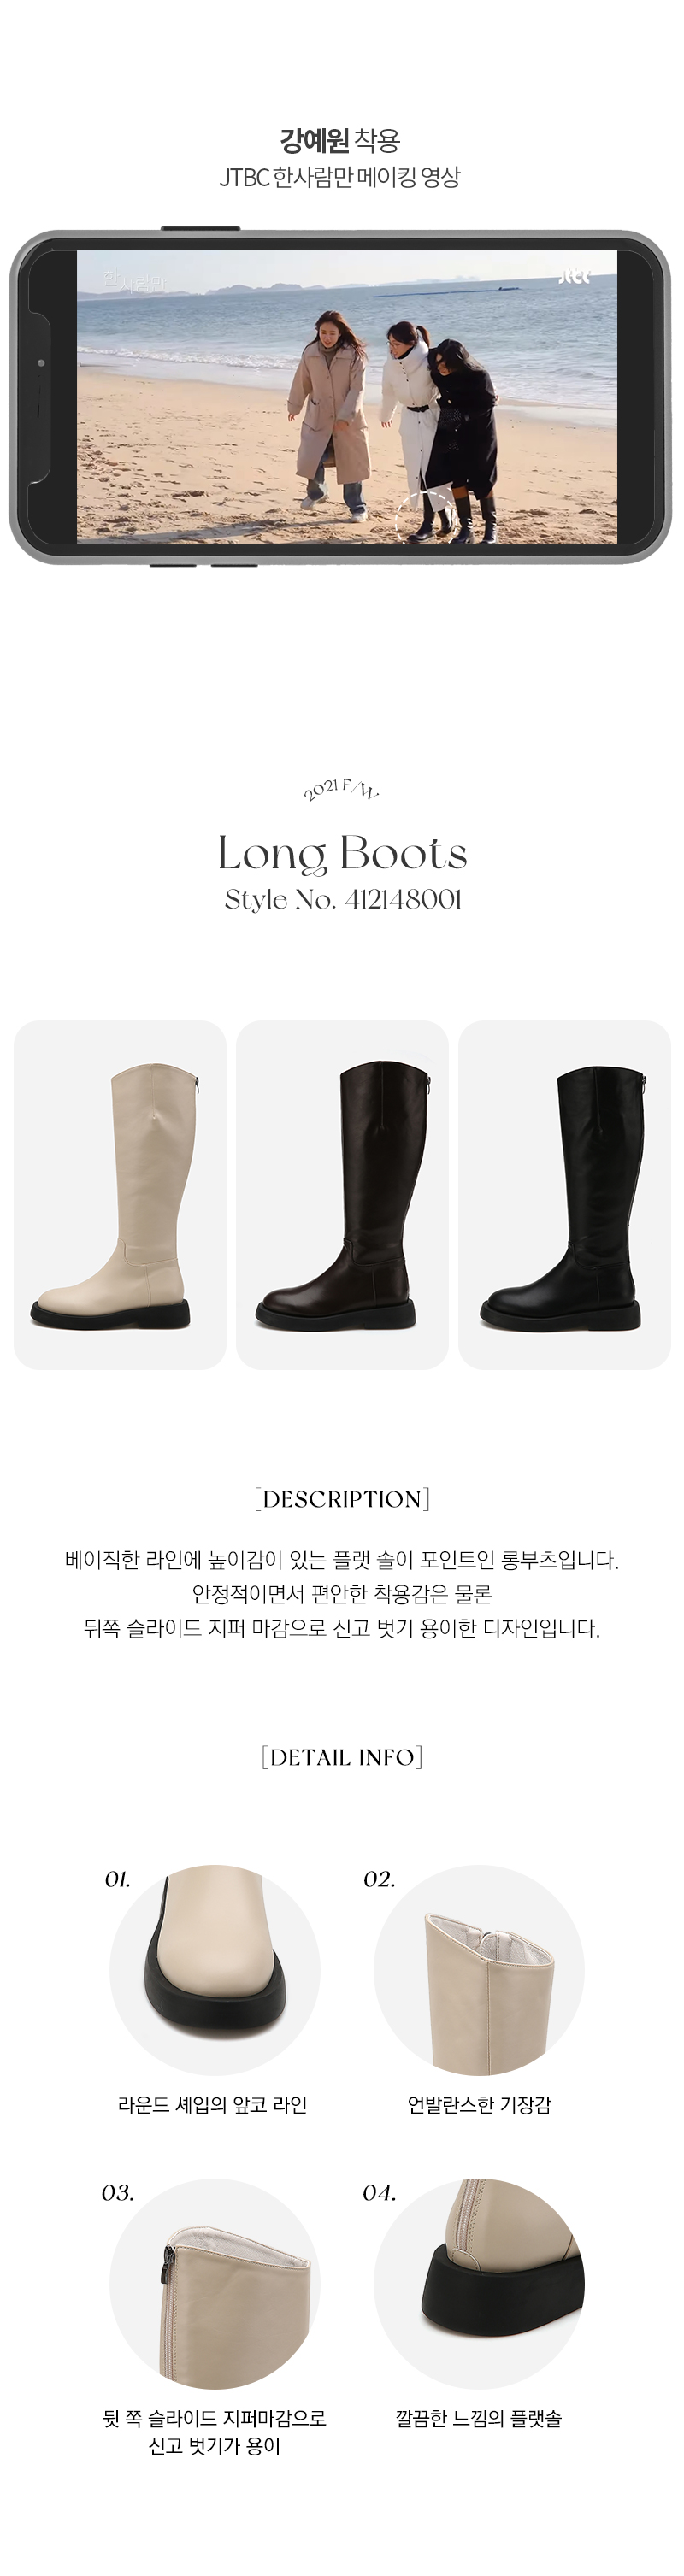 강예원 착용
JTBC 한사람만 메이킹 영상
한
사람만
jtbc
2021 F/W
Long Boots
Style No. 412148001
[DESCRIPTION]
베이직한 라인에 높이감이 있는 플랫 솔이 포인트인 롱부츠입니다.
안정적이면서 편안한 착용감은 물론
뒤쪽 슬라이드 지퍼 마감으로 신고 벗기 용이한 디자인입니다.
[DETAIL INFO]
01.
02.
라운드 셰입의 앞코 라인
언발란스한 기장감
03.
04.
뒷 쪽 슬라이드 지퍼마감으로
신고 벗기가 용이
깔끔한 느낌의 플랫솔